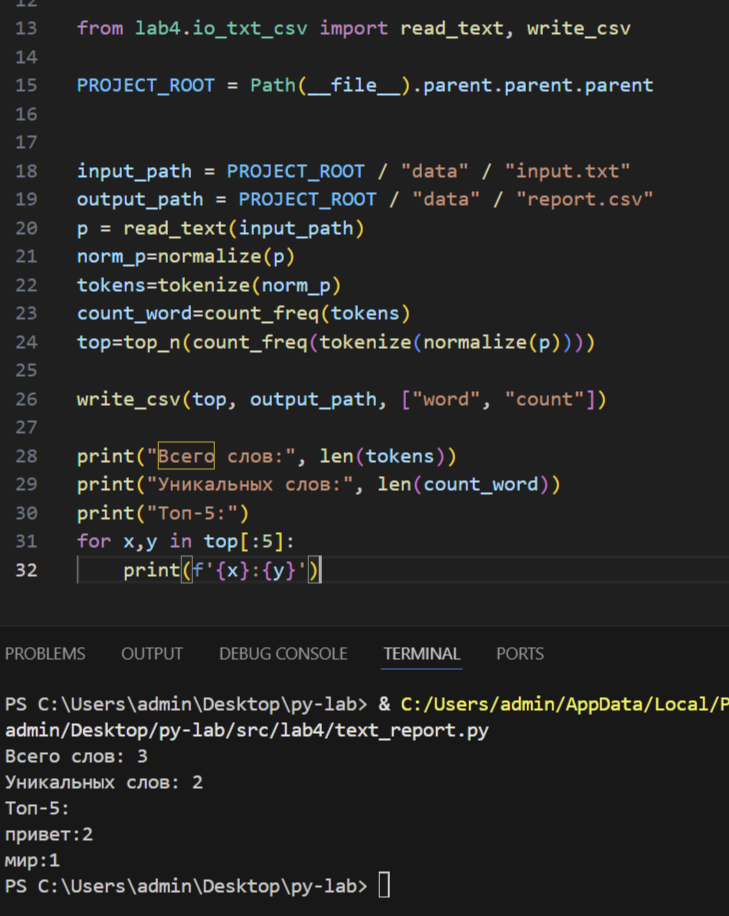 12
13 from lab4.io_txt_csv import read_text, write_csv
14
15 PROJECT_ROOT = Path(__file__).parent.parent.parent
16
17
18 input_path = PROJECT_ROOT / "data" / "input.txt"
19 output_path = PROJECT_ROOT / "data" / "report.csv"
20 p = read_text(input_path)
21 norm_p=normalize(p)
22 tokens=tokenize(norm_p)
23 count_word=count_freq(tokens)
24 top=top_n(count_freq(tokenize(normalize(p))))
25
26 write_csv(top, output_path, ["word", "count"])
27
28 print("Всего слов:", len(tokens))
29 print("Уникальных слов:", len(count_word))
30 print("Топ-5:")
31 for x,y in top[:5]:
32     print(f'{x}:{y}')
PROBLEMS OUTPUT DEBUG CONSOLE TERMINAL PORTS
PS C:\Users\admin\Desktop\py-lab> & C:/Users/admin/AppData/Local/P
admin/Desktop/py-lab/src/lab4/text_report.py
Всего слов: 3
Уникальных слов: 2
Топ-5:
привет:2
мир:1
PS C:\Users\admin\Desktop\py-lab>